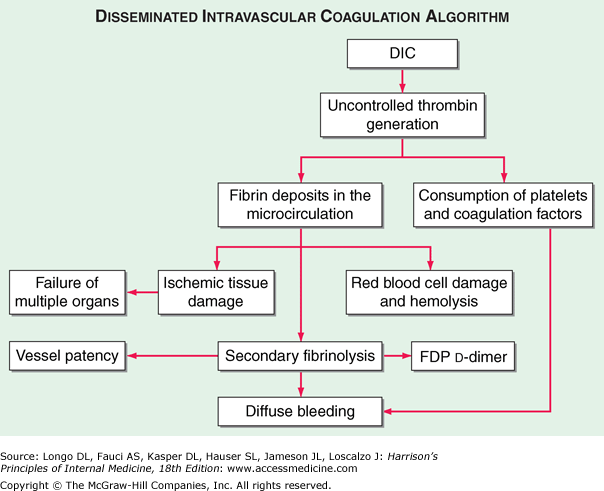 DISSEMINATED INTRAVASCULAR COAGULATION ALGORITHM
DIC
Uncontrolled thrombin
generation
Fibrin deposits in the
microcirculation
Consumption of platelets
and coagulation factors
Failure of
multiple organs
Ischemic tissue
damage
Red blood cell damage
and hemolysis
Vessel patency
Secondary fibrinolysis
FDP D-dimer
Diffuse bleeding
Source: Longo DL, Fauci AS, Kasper DL, Hauser SL, Jameson JL, Loscalzo J: Harrison's
Principles of Internal Medicine, 18th Edition: www.accessmedicine.com
Copyright © The McGraw-Hill Companies, Inc. All rights reserved.